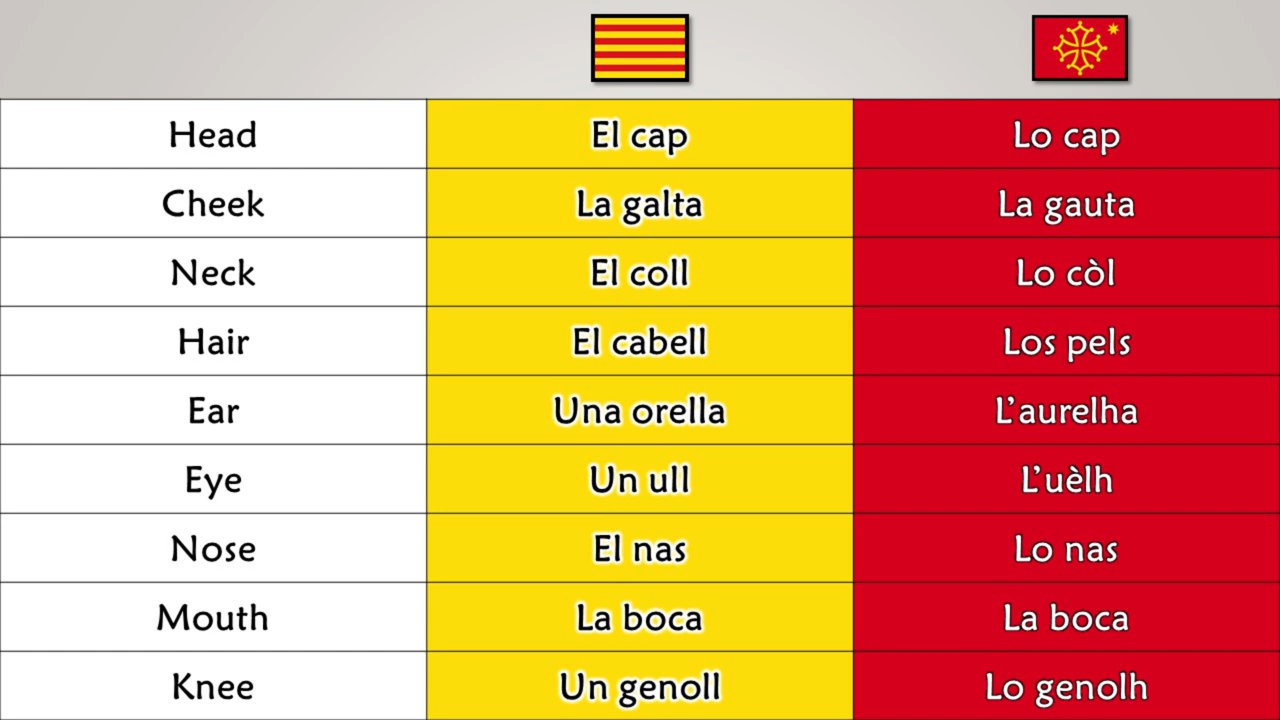 Head El cap Lo cap
Cheek La galta La gauta
Neck El coll Lo còl
Hair El cabell Los pels
Ear Una orella L'aurelha
Eye Un ull L'uèlh
Nose El nas Lo nas
Mouth La boca La boca
Knee Un genoll Lo genolh